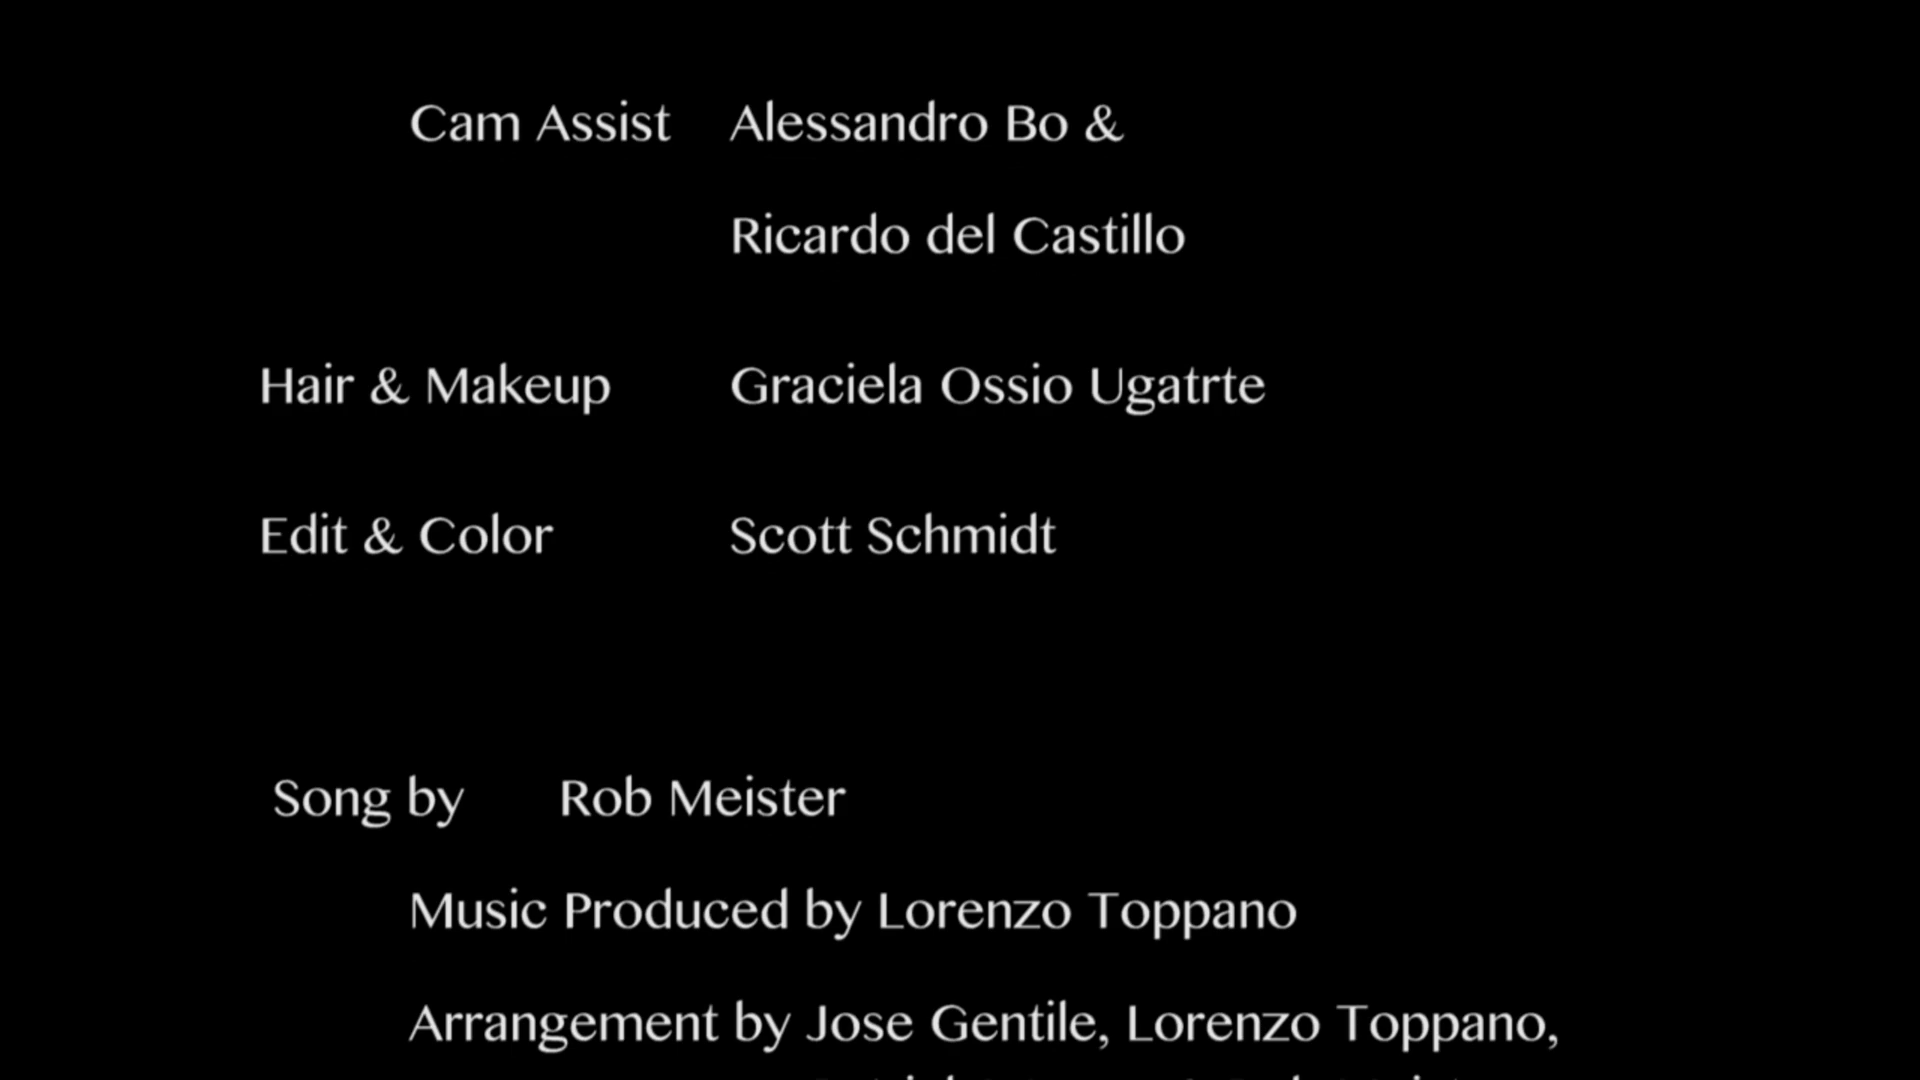 Cam Assist Alessandro Bo &
Ricardo del Castillo
Hair & Makeup Graciela Ossio Ugatrte
Edit & Color Scott Schmidt
Song by Rob Meister
Music Produced by Lorenzo Toppano
Arrangement by Jose Gentile, Lorenzo Toppano,